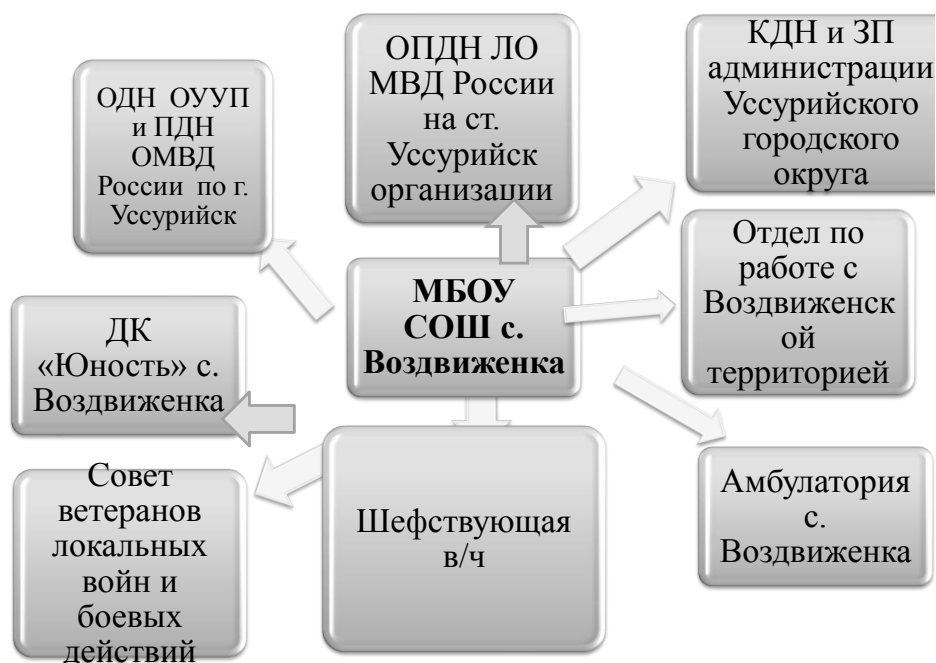 ОДН ОУУП
и ПДН
ОМВД
России по г.
Уссурийск
ОПДН ЛО
МВД России
на ст.
Уссурийск
организации
КДН и ЗП
администрации
Уссурийского
городского
округа
МБОУ
СОШ с.
Воздвиженка
Отдел по
работе с
Воздвиженск
ой
территорией
ДК
«Юность» с.
Воздвиженка
Совет
ветеранов
локальных
войн и
боевых
действий
Шефствующая
в/ч
Амбулатория
с.
Воздвиженка